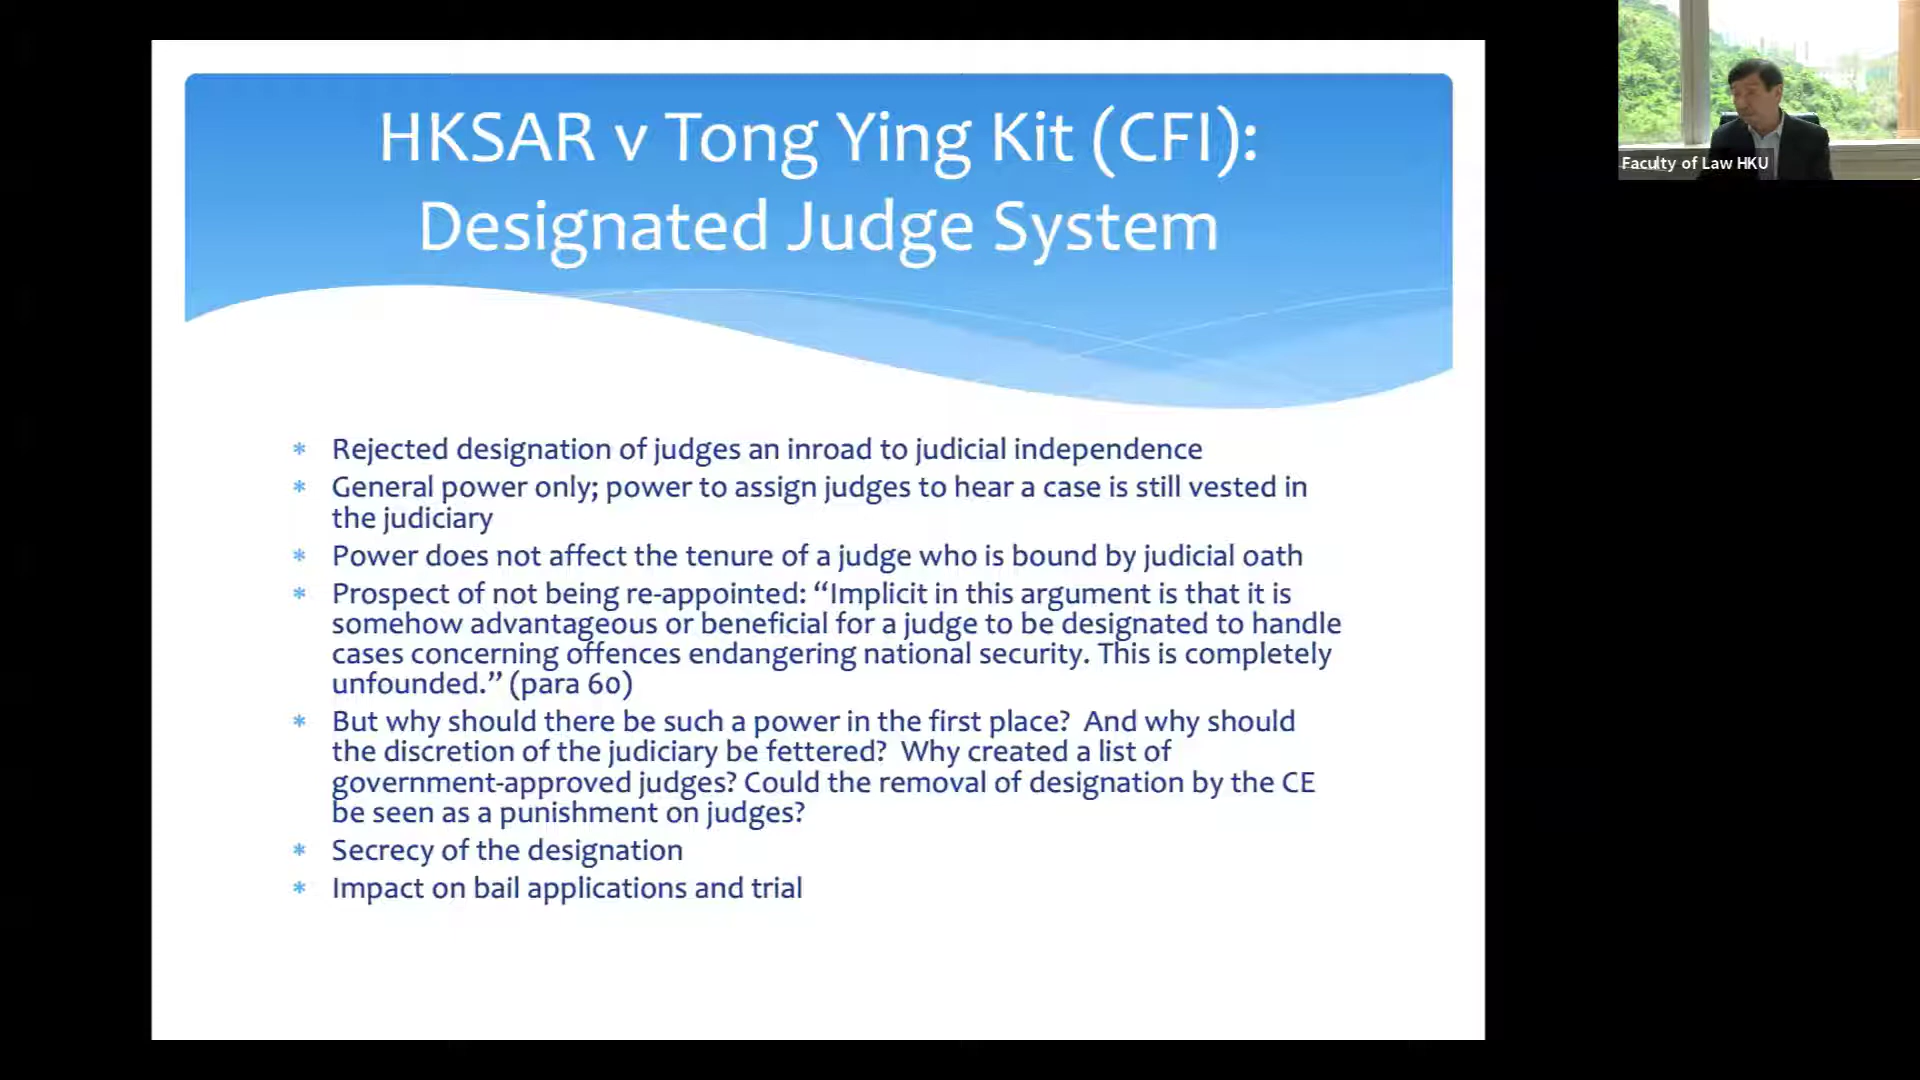 HKSAR v Tong Ying Kit (CFI):
Designated Judge System
Faculty of Law HKU
* Rejected designation of judges an inroad to judicial independence
* General power only; power to assign judges to hear a case is still vested in
the judiciary
* Power does not affect the tenure of a judge who is bound by judicial oath
* Prospect of not being re-appointed: “Implicit in this argument is that it is
somehow advantageous or beneficial for a judge to be designated to handle
cases concerning offences endangering national security. This is completely
unfounded.” (para 60)
* But why should there be such a power in the first place? And why should
the discretion of the judiciary be fettered? Why created a list of
government-approved judges? Could the removal of designation by the CE
be seen as a punishment on judges?
* Secrecy of the designation
* Impact on bail applications and trial